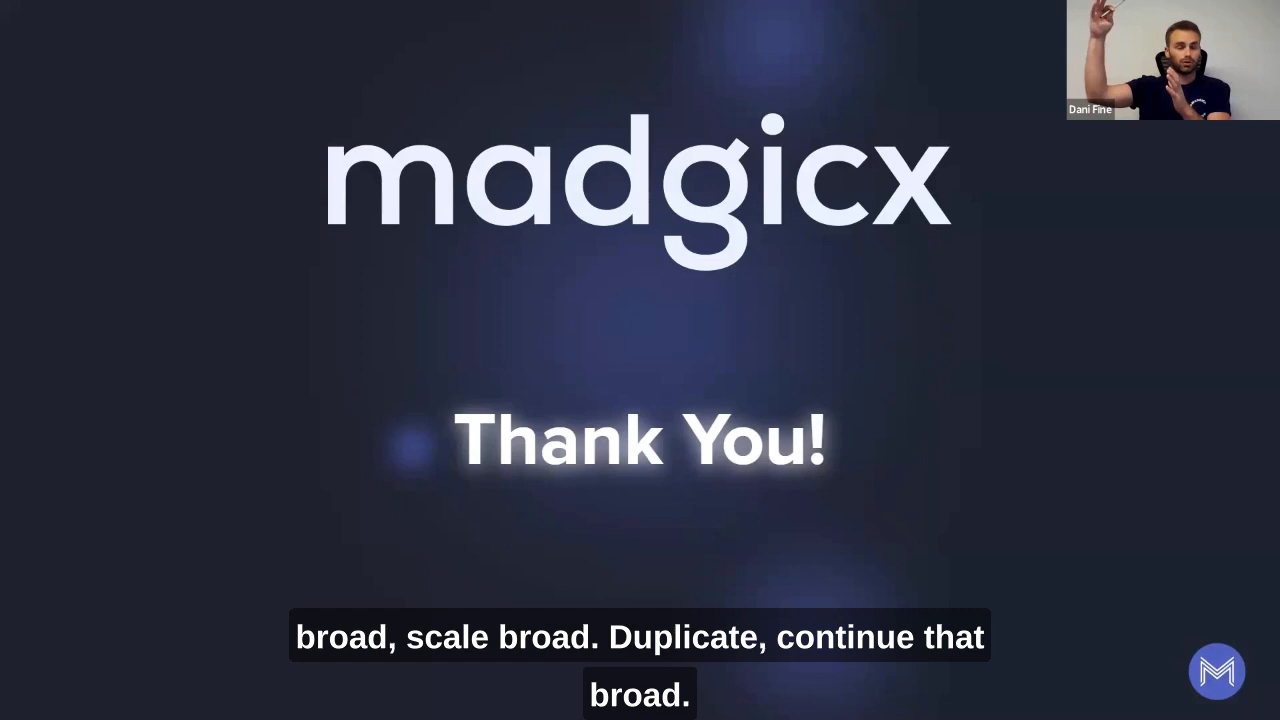 Dani Fine
madgicx
Thank You!
broad, scale broad. Duplicate, continue that
broad.